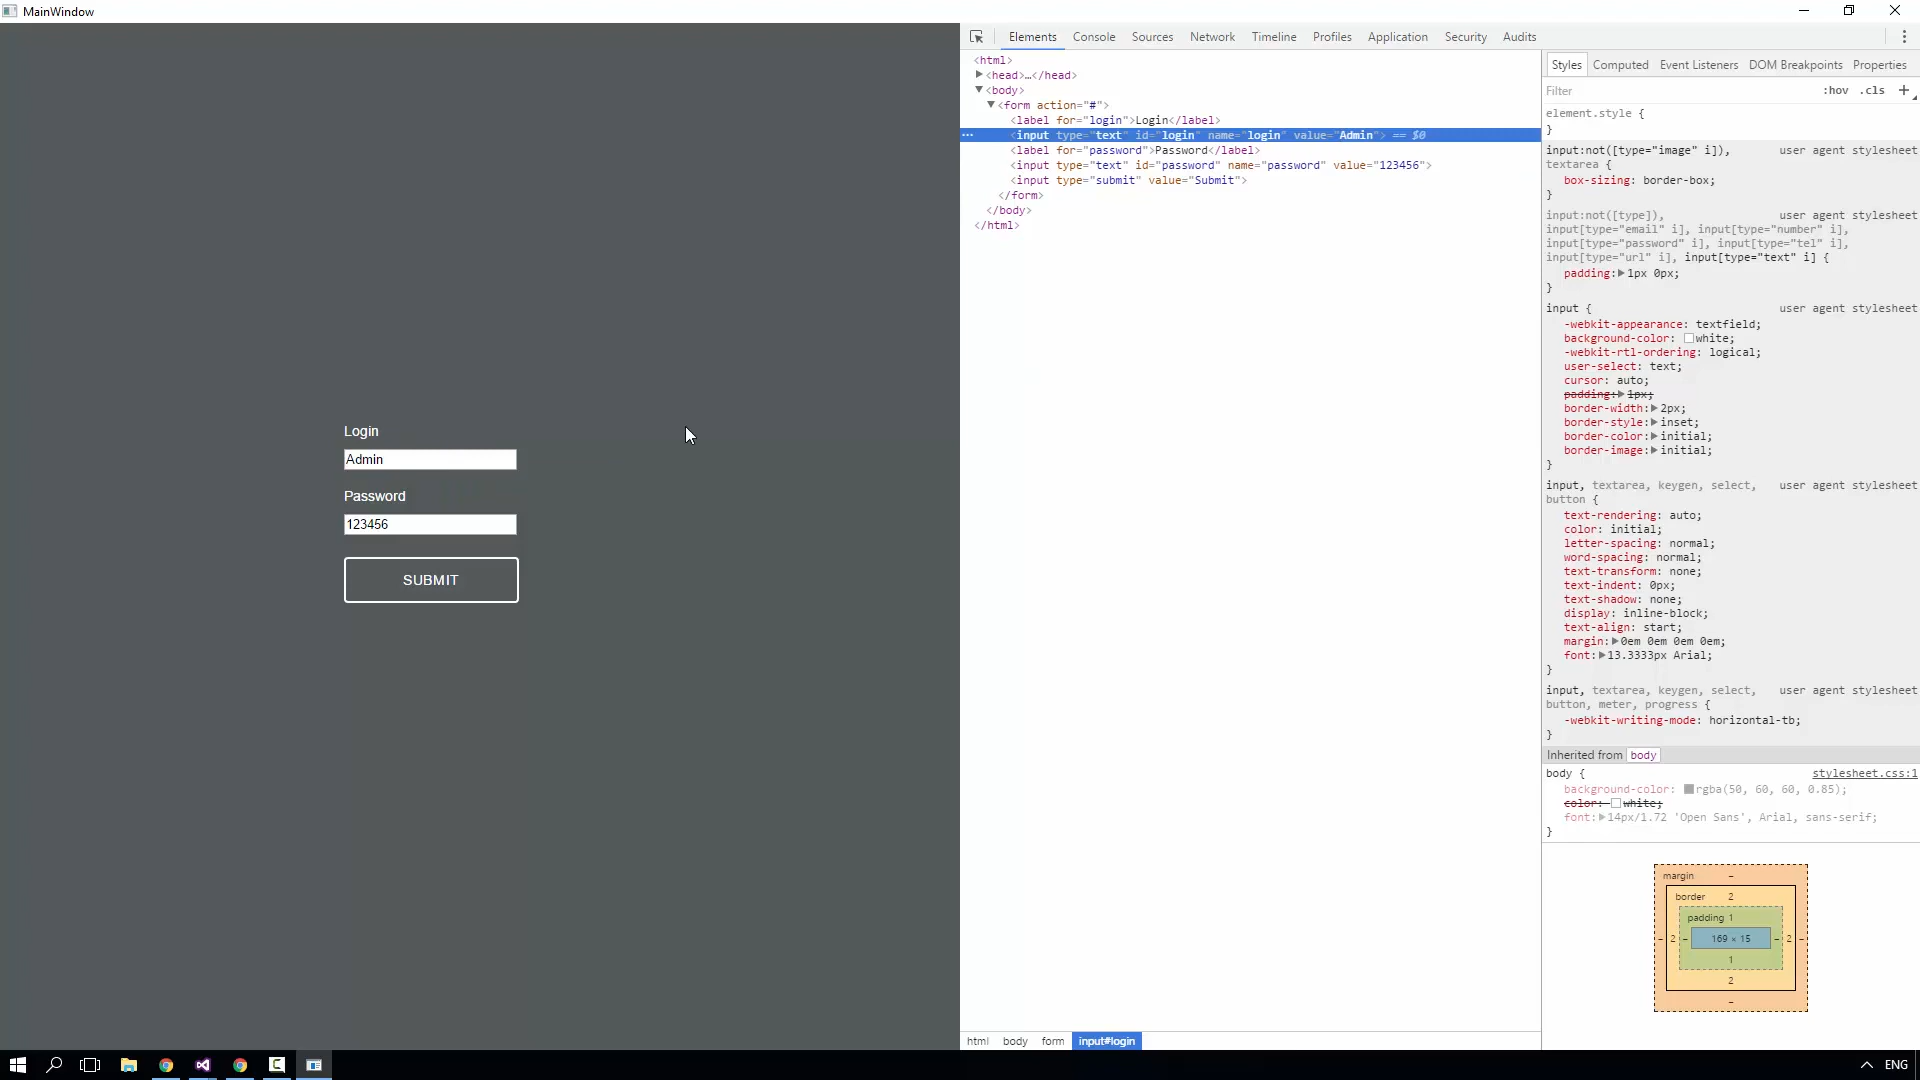 MainWindow
Login
Admin
Password
123456
SUBMIT
Elements Console Sources Network Timeline Profiles Application Security Audits
<html>
<head>…</head>
<body>
<form action="#">
<label for="login">Login</label>
<input type="text" id="login" name="login" value="Admin"> == $0
<label for="password">Password</label>
<input type="text" id="password" name="password" value="123456">
<input type="submit" value="Submit">
</form>
</body>
</html>
html body form input#login
Styles Computed Event Listeners DOM Breakpoints Properties
Filter :hov .cls +
element.style {
}
input:not([type="image" i]), user agent stylesheet
textarea {
box-sizing: border-box;
}
input:not([type]), user agent stylesheet
input[type="email" i], input[type="number" i],
input[type="password" i], input[type="tel" i],
input[type="url" i], input[type="text" i] {
padding: 1px 0px;
}
input { user agent stylesheet
-webkit-appearance: textfield;
background-color: white;
-webkit-rtl-ordering: logical;
user-select: text;
cursor: auto;
padding: 1px;
border-width: 2px;
border-style: inset;
border-color: initial;
border-image: initial;
}
input, textarea, keygen, select, user agent stylesheet
button {
text-rendering: auto;
color: initial;
letter-spacing: normal;
word-spacing: normal;
text-transform: none;
text-indent: 0px;
text-shadow: none;
display: inline-block;
text-align: start;
margin: 0em 0em 0em 0em;
font: 13.3333px Arial;
}
input, textarea, keygen, select, user agent stylesheet
button, meter, progress {
-webkit-writing-mode: horizontal-tb;
}
Inherited from body
body { stylesheet.css:1
background-color: rgba(50, 60, 60, 0.85);
color: white;
font: 14px/1.72 'Open Sans', Arial, sans-serif;
}
margin –
border 2
padding 1
– 2 – 169 × 15 – 2 –
1
2
–
ENG